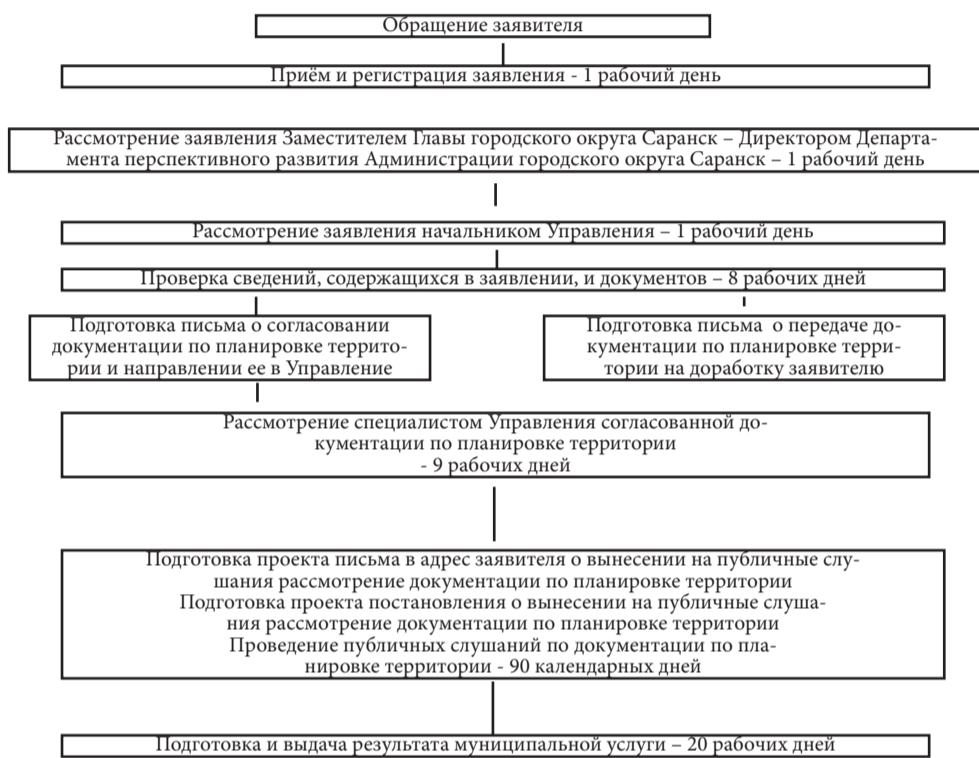 Обращение заявителя
Приём и регистрация заявления - 1 рабочий день
Рассмотрение заявления Заместителем Главы городского округа Саранск – Директором Департа-
мента перспективного развития Администрации городского округа Саранск – 1 рабочий день
Рассмотрение заявления начальником Управления – 1 рабочий день
Проверка сведений, содержащихся в заявлении, и документов – 8 рабочих дней
Подготовка письма о согласовании
документации по планировке террито-
рии и направлении ее в Управление
Подготовка письма о передаче до-
кументации по планировке терри-
тории на доработку заявителю
Рассмотрение специалистом Управления согласованной до-
кументации по планировке территории
- 9 рабочих дней
Подготовка проекта письма в адрес заявителя о вынесении на публичные слу-
шания рассмотрение документации по планировке территории
Подготовка проекта постановления о вынесении на публичные слуша-
ния рассмотрение документации по планировке территории
Проведение публичных слушаний по документации по пла-
нировке территории - 90 календарных дней
Подготовка и выдача результата муниципальной услуги – 20 рабочих дней